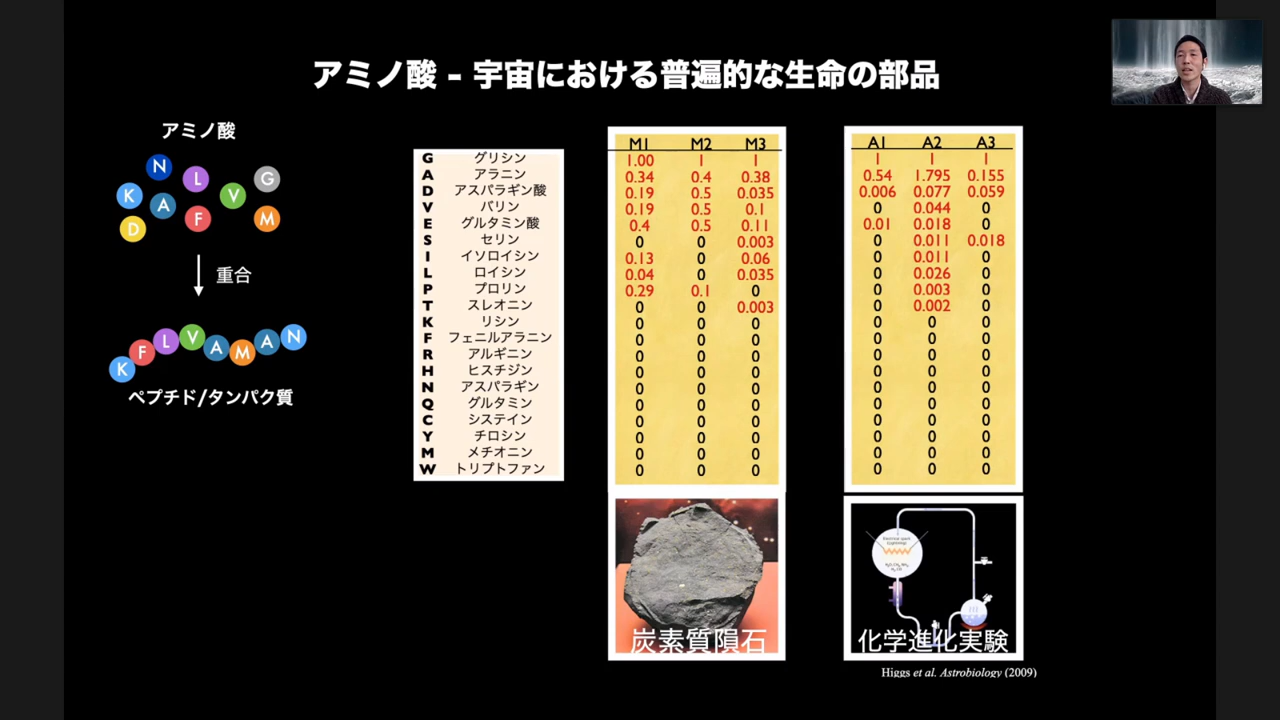 アミノ酸 - 宇宙における普遍的な生命の部品
アミノ酸
N
L
G
K
A
V
D
F
M
重合
K F L V A M A N
ペプチド/タンパク質
G グリシン
A アラニン
D アスパラギン酸
V バリン
E グルタミン酸
S セリン
I イソロイシン
L ロイシン
P プロリン
T スレオニン
K リシン
F フェニルアラニン
R アルギニン
H ヒスチジン
N アスパラギン
Q グルタミン
C システイン
Y チロシン
M メチオニン
W トリプトファン
M1 M2 M3
1.00 1 1
0.34 0.4 0.38
0.19 0.5 0.035
0.19 0.5 0.1
0.4 0.5 0.11
0 0 0.003
0.13 0 0.06
0.04 0 0.035
0.29 0.1 0
0 0 0.003
0 0 0
0 0 0
0 0 0
0 0 0
0 0 0
0 0 0
0 0 0
0 0 0
0 0 0
0 0 0
炭素質隕石
A1 A2 A3
1 1 1
0.54 1.795 0.155
0.006 0.077 0.059
0 0.044 0
0.01 0.018 0
0 0.011 0.018
0 0.011 0
0 0.026 0
0 0.003 0
0 0.002 0
0 0 0
0 0 0
0 0 0
0 0 0
0 0 0
0 0 0
0 0 0
0 0 0
0 0 0
0 0 0
化学進化実験
Higgs et al. Astrobiology (2009)